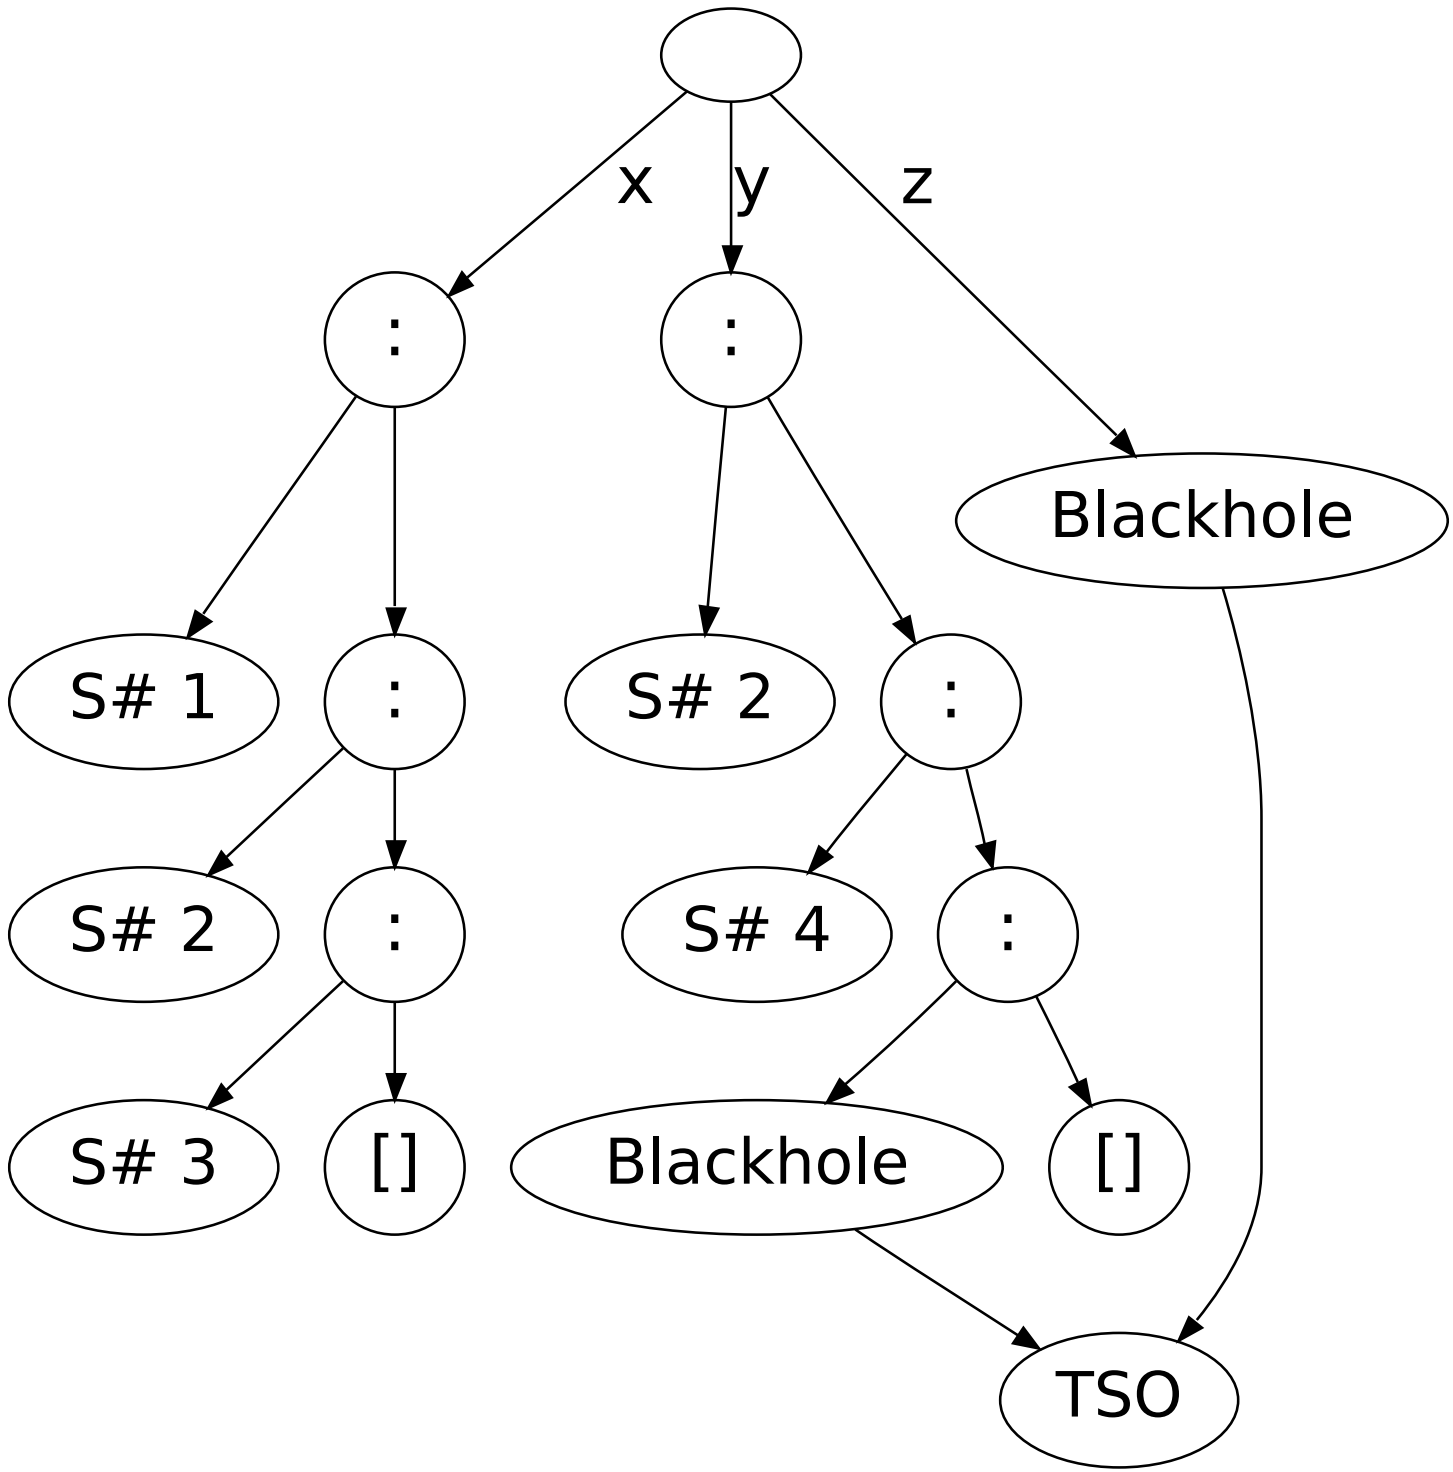 x y z
: :
Blackhole
S# 1 : S# 2 :
S# 2 : S# 4 :
S# 3 [] Blackhole []
TSO